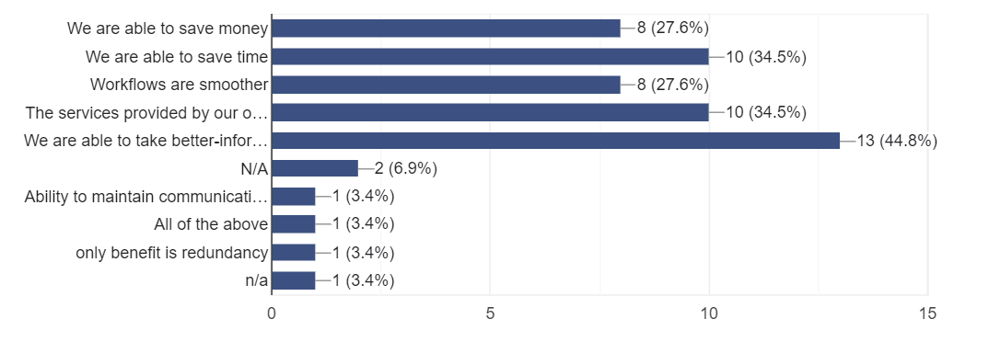 We are able to save money 8 (27.6%)
We are able to save time 10 (34.5%)
Workflows are smoother 8 (27.6%)
The services provided by our o… 10 (34.5%)
We are able to take better-infor… 13 (44.8%)
N/A 2 (6.9%)
Ability to maintain communicati… 1 (3.4%)
All of the above 1 (3.4%)
only benefit is redundancy 1 (3.4%)
n/a 1 (3.4%)
0 5 10 15